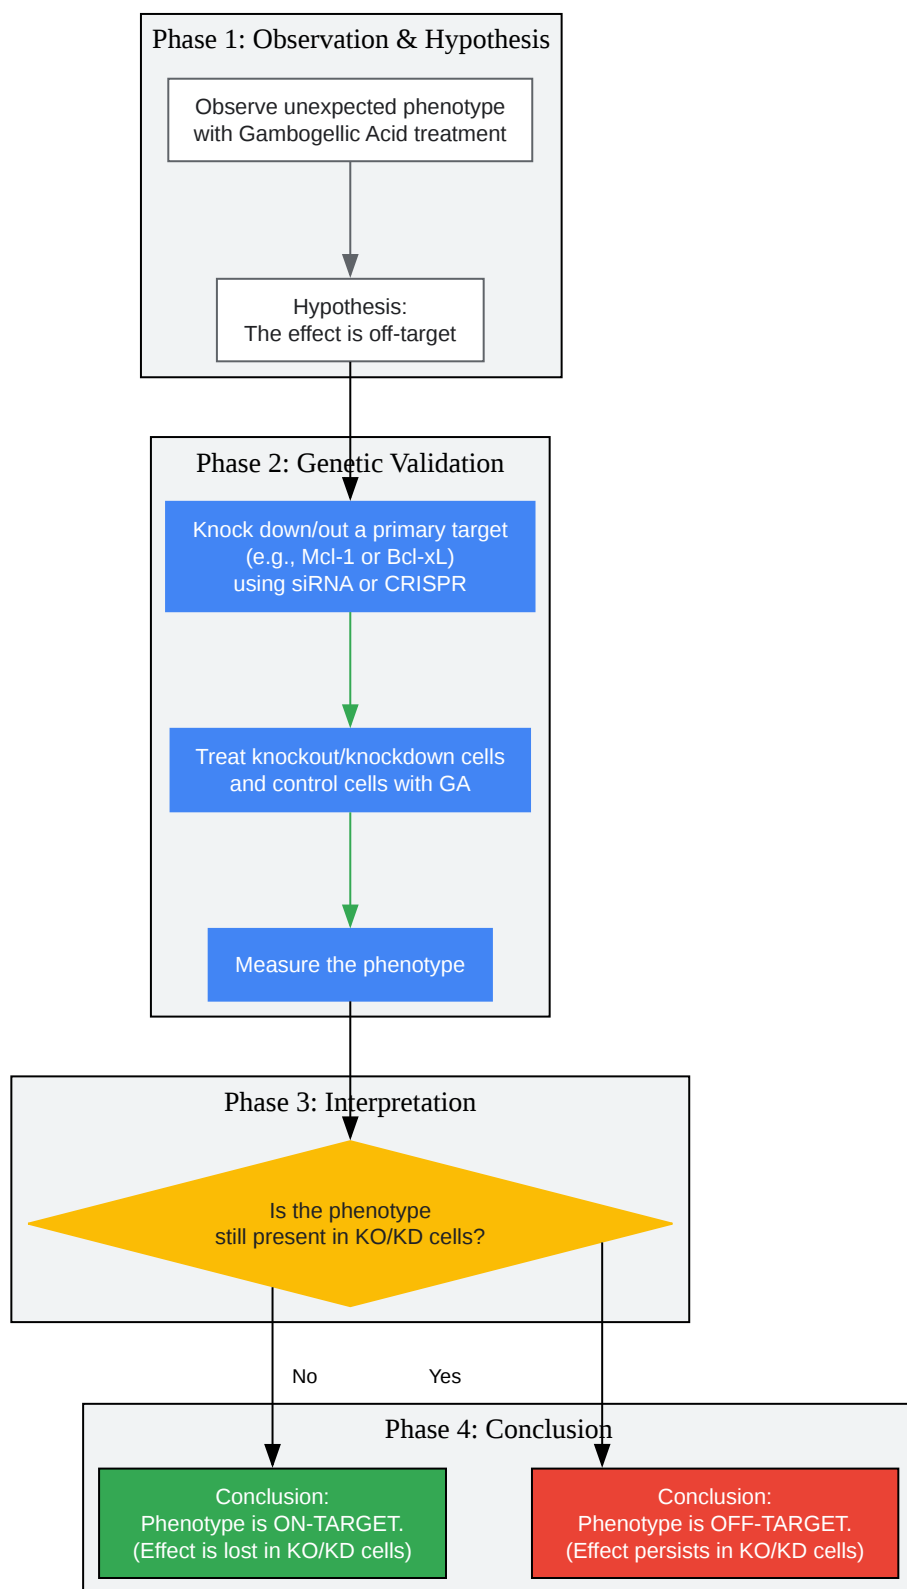 Phase 1: Observation & Hypothesis
Observe unexpected phenotype
with Gambogellic Acid treatment
Hypothesis:
The effect is off-target
Phase 2: Genetic Validation
Knock down/out a primary target
(e.g., Mcl-1 or Bcl-xL)
using siRNA or CRISPR
Treat knockout/knockdown cells
and control cells with GA
Measure the phenotype
Phase 3: Interpretation
Is the phenotype
still present in KO/KD cells?
No
Yes
Phase 4: Conclusion
Conclusion:
Phenotype is ON-TARGET.
(Effect is lost in KO/KD cells)
Conclusion:
Phenotype is OFF-TARGET.
(Effect persists in KO/KD cells)